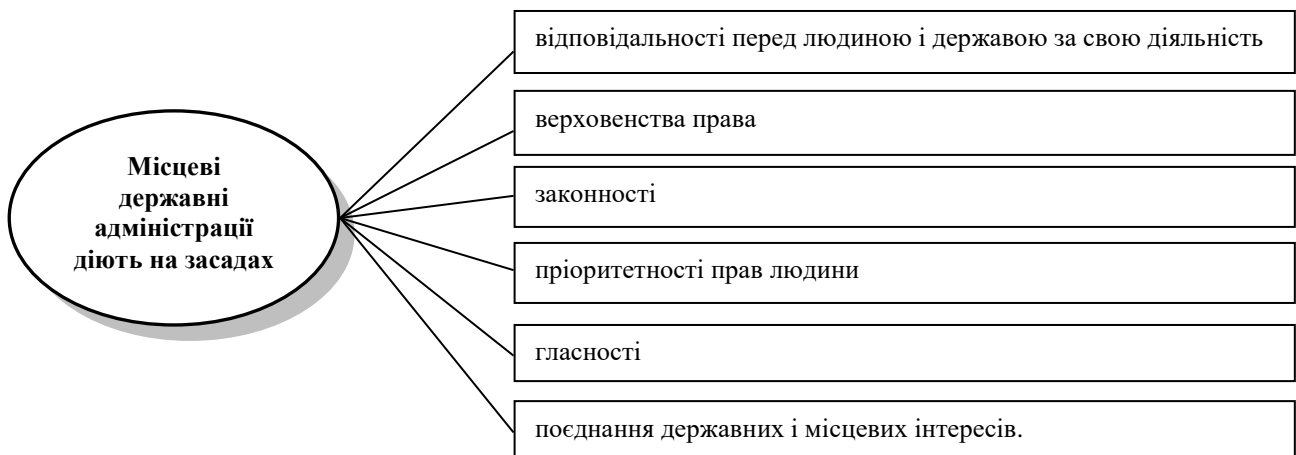 Місцеві
державні
адміністрації
діють на засадах
відповідальності перед людиною і державою за свою діяльність
верховенства права
законності
пріоритетності прав людини
гласності
поєднання державних і місцевих інтересів.